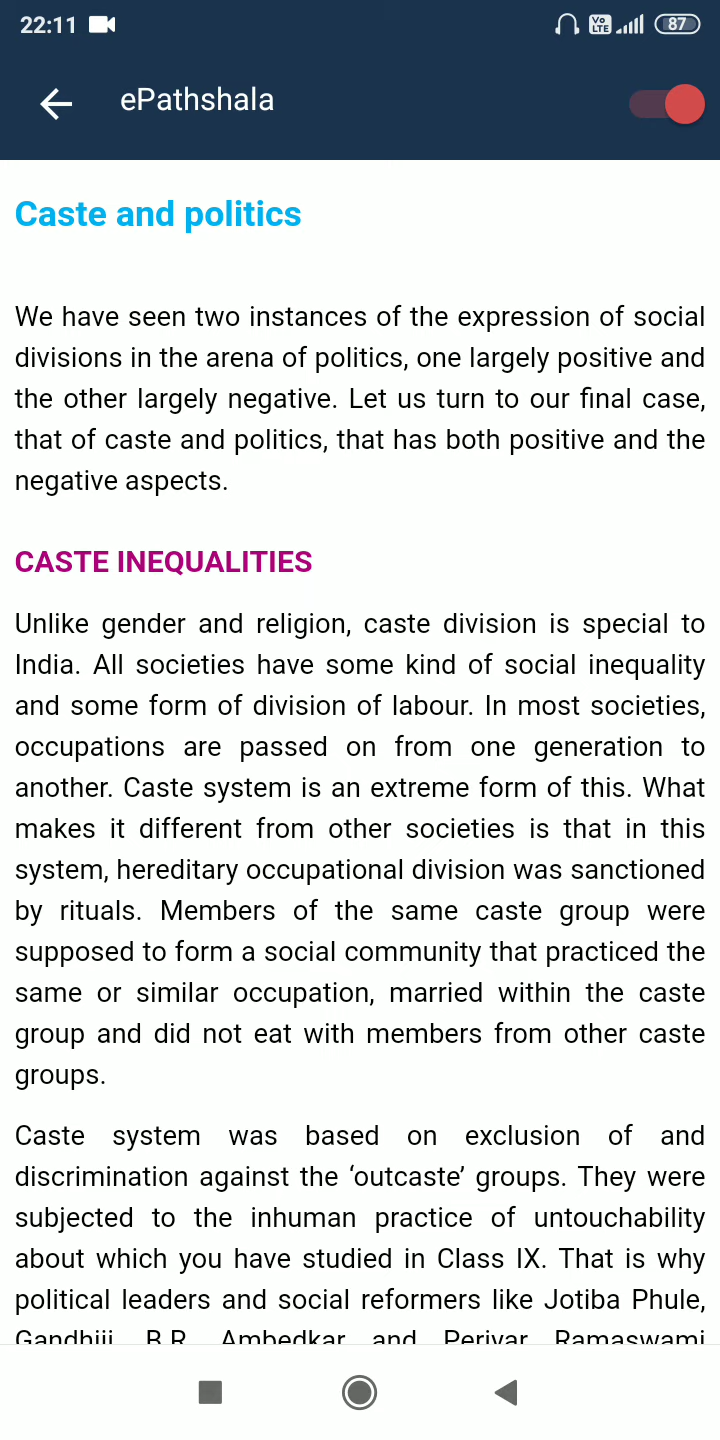 22:11
Vo LTE 87
ePathshala
Caste and politics
We have seen two instances of the expression of social
divisions in the arena of politics, one largely positive and
the other largely negative. Let us turn to our final case,
that of caste and politics, that has both positive and the
negative aspects.
CASTE INEQUALITIES
Unlike gender and religion, caste division is special to
India. All societies have some kind of social inequality
and some form of division of labour. In most societies,
occupations are passed on from one generation to
another. Caste system is an extreme form of this. What
makes it different from other societies is that in this
system, hereditary occupational division was sanctioned
by rituals. Members of the same caste group were
supposed to form a social community that practiced the
same or similar occupation, married within the caste
group and did not eat with members from other caste
groups.
Caste system was based on exclusion of and
discrimination against the ‘outcaste’ groups. They were
subjected to the inhuman practice of untouchability
about which you have studied in Class IX. That is why
political leaders and social reformers like Jotiba Phule,
Gandhiji, B.R. Ambedkar and Periyar Ramaswami